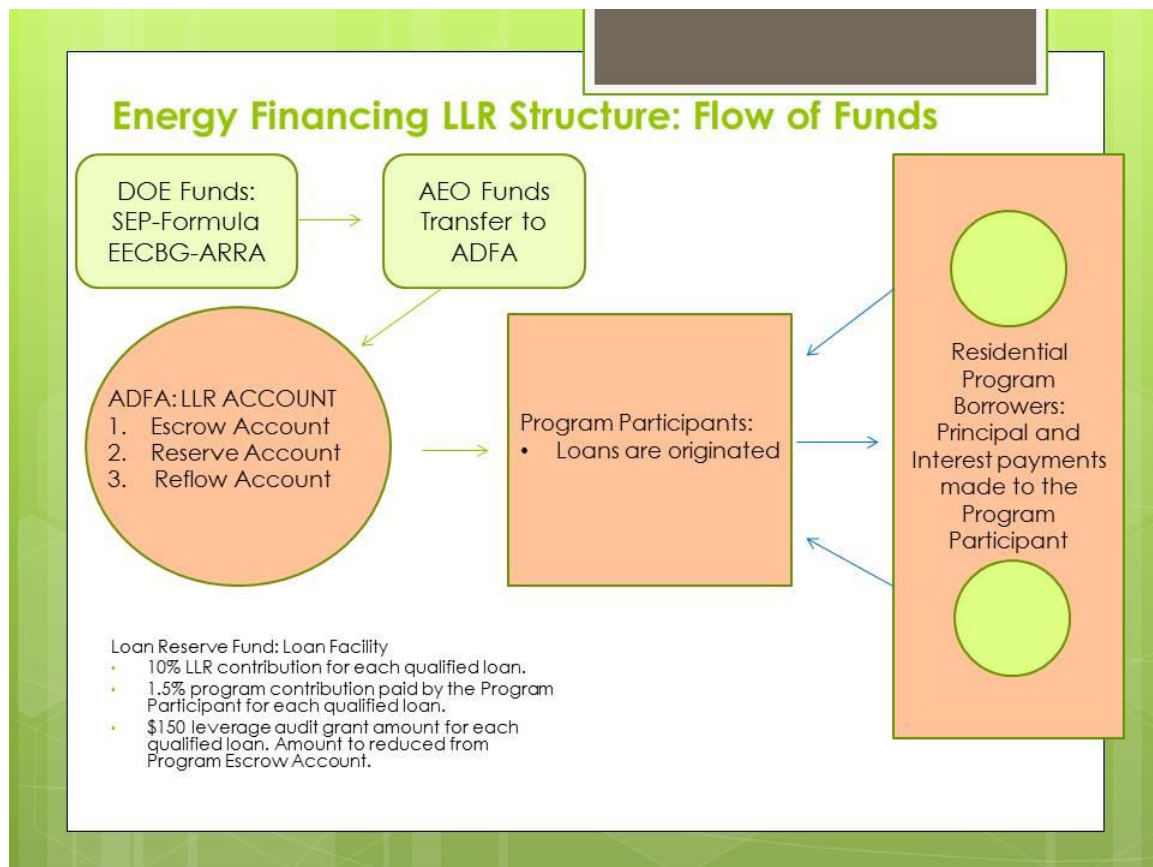 Energy Financing LLR Structure: Flow of Funds
DOE Funds:
SEP-Formula
EECBG-ARRA
AEO Funds
Transfer to
ADFA
ADFA: LLR ACCOUNT
1. Escrow Account
2. Reserve Account
3. Reflow Account
Program Participants:
• Loans are originated
Residential
Program
Borrowers:
Principal and
Interest payments
made to the
Program
Participant
Loan Reserve Fund: Loan Facility
• 10% LLR contribution for each qualified loan.
• 1.5% program contribution paid by the Program
Participant for each qualified loan.
• $150 leverage audit grant amount for each
qualified loan. Amount to reduced from
Program Escrow Account.